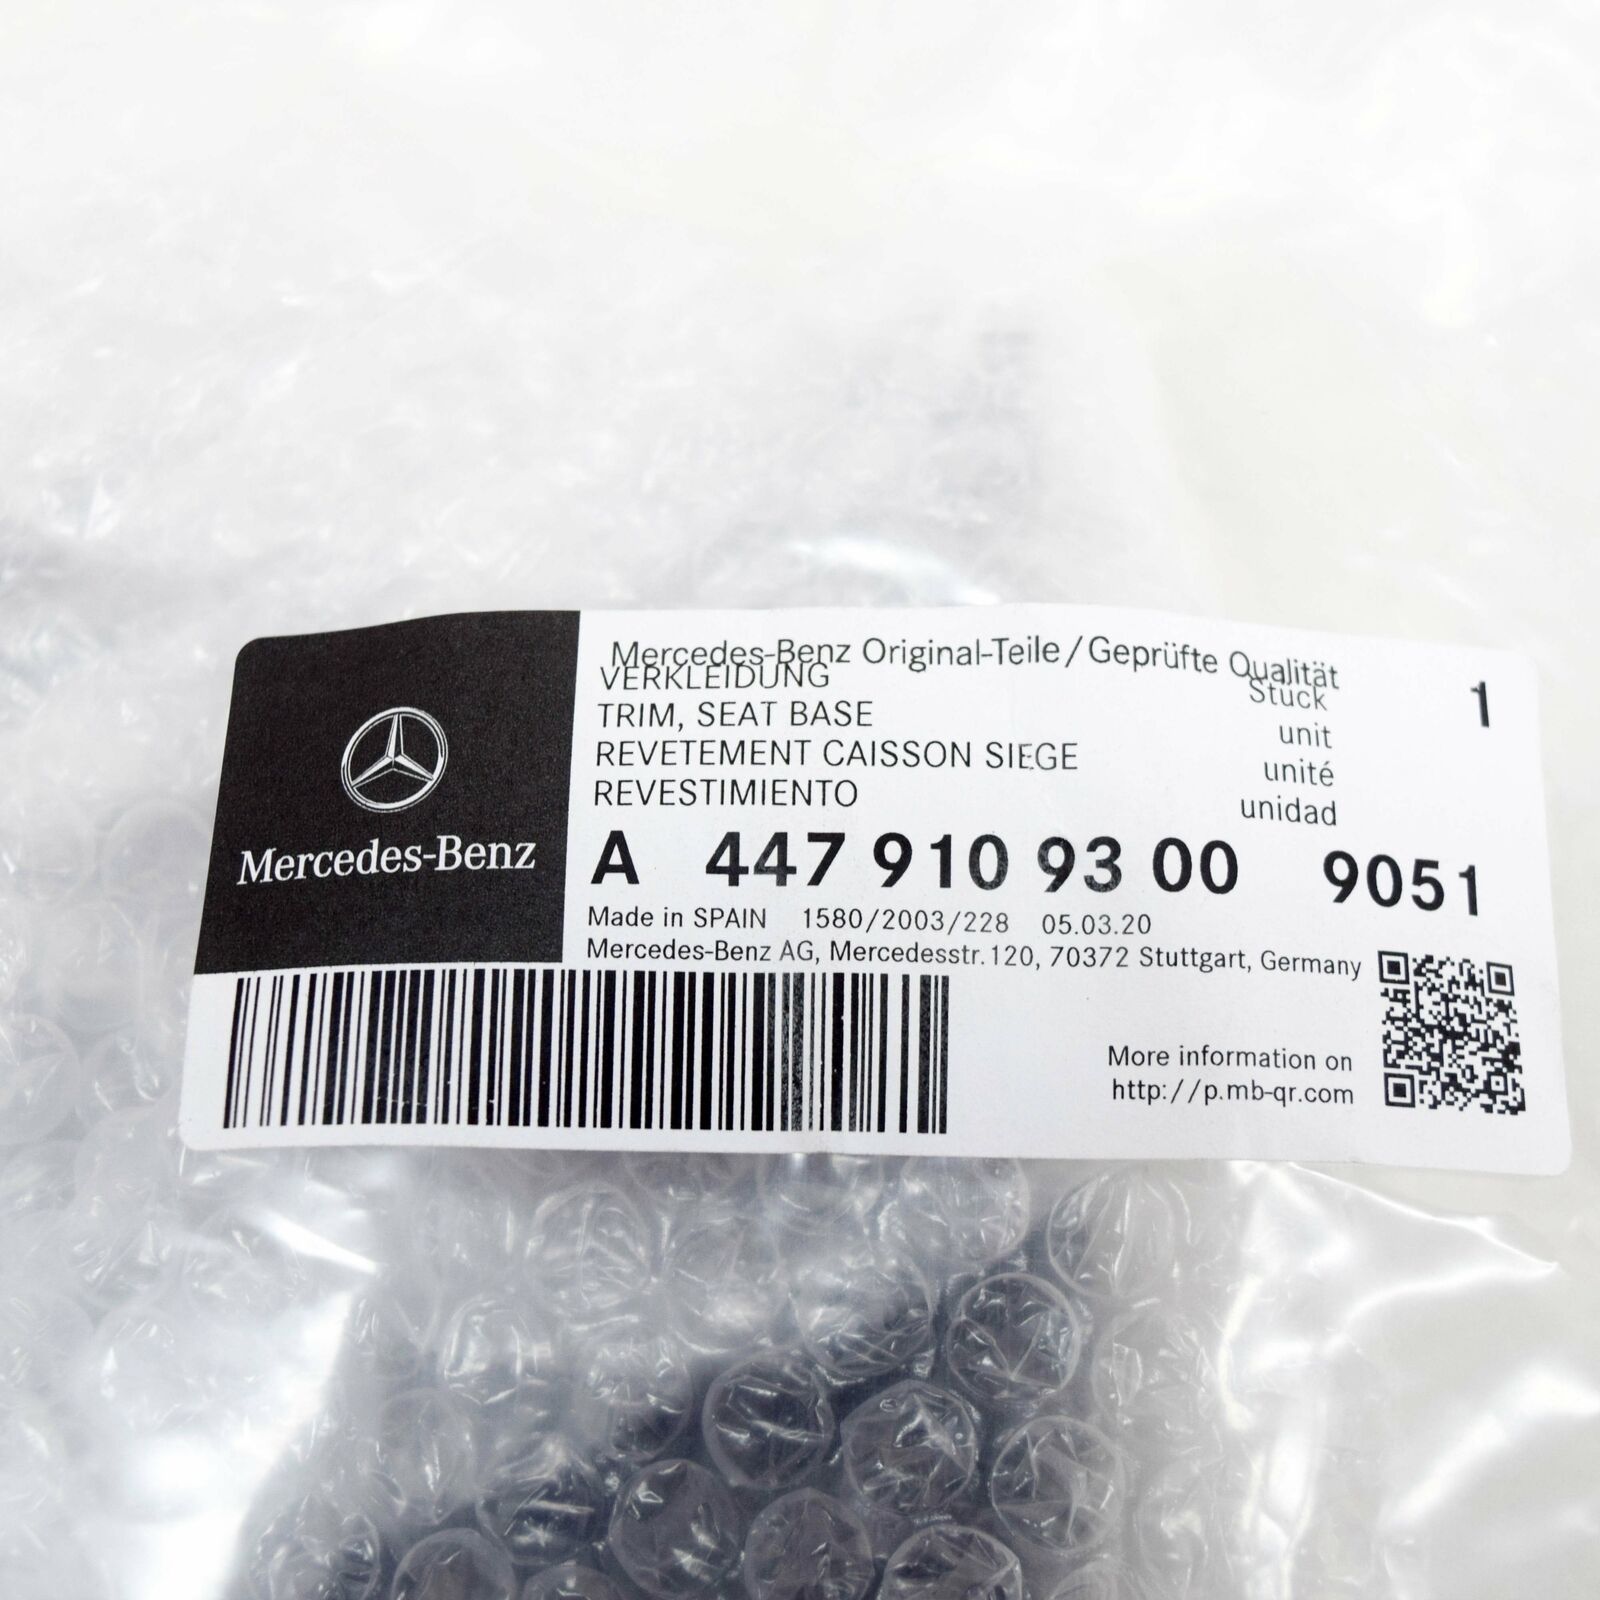 Mercedes-Benz Original-Teile/Geprüfte Qualität
VERKLEIDUNG Stück 1
TRIM, SEAT BASE unit
REVETEMENT CAISSON SIEGE unité
REVESTIMIENTO unidad
Mercedes-Benz
A 447 910 93 00 9051
Made in SPAIN 1580/2003/228 05.03.20
Mercedes-Benz AG, Mercedesstr.120, 70372 Stuttgart, Germany
More information on
http://p.mb-qr.com